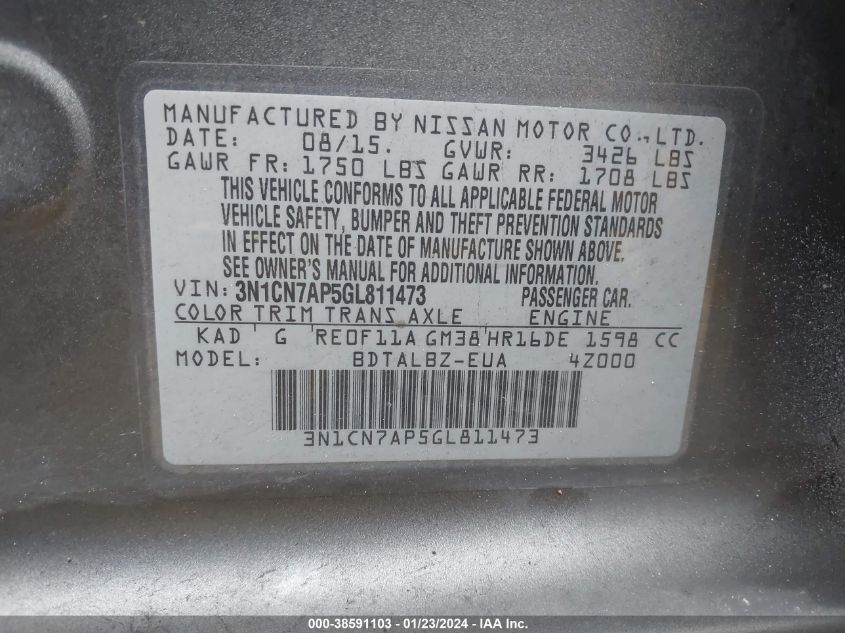 MANUFACTURED BY NISSAN MOTOR CO., LTD.
DATE: 08/15. GVWR: 3426 LBS
GAWR FR: 1750 LBS GAWR RR: 1708 LBS
THIS VEHICLE CONFORMS TO ALL APPLICABLE FEDERAL MOTOR
VEHICLE SAFETY, BUMPER AND THEFT PREVENTION STANDARDS
IN EFFECT ON THE DATE OF MANUFACTURE SHOWN ABOVE.
SEE OWNER'S MANUAL FOR ADDITIONAL INFORMATION.
VIN: 3N1CN7AP5GL811473 PASSENGER CAR.
COLOR TRIM TRANS AXLE ENGINE
KAD G RE0F11A GM38 HR16DE 1598 CC
MODEL: BDTALBZ-EUA 4Z000
3N1CN7AP5GL811473
000-38591103 - 01/23/2024 - IAA Inc.